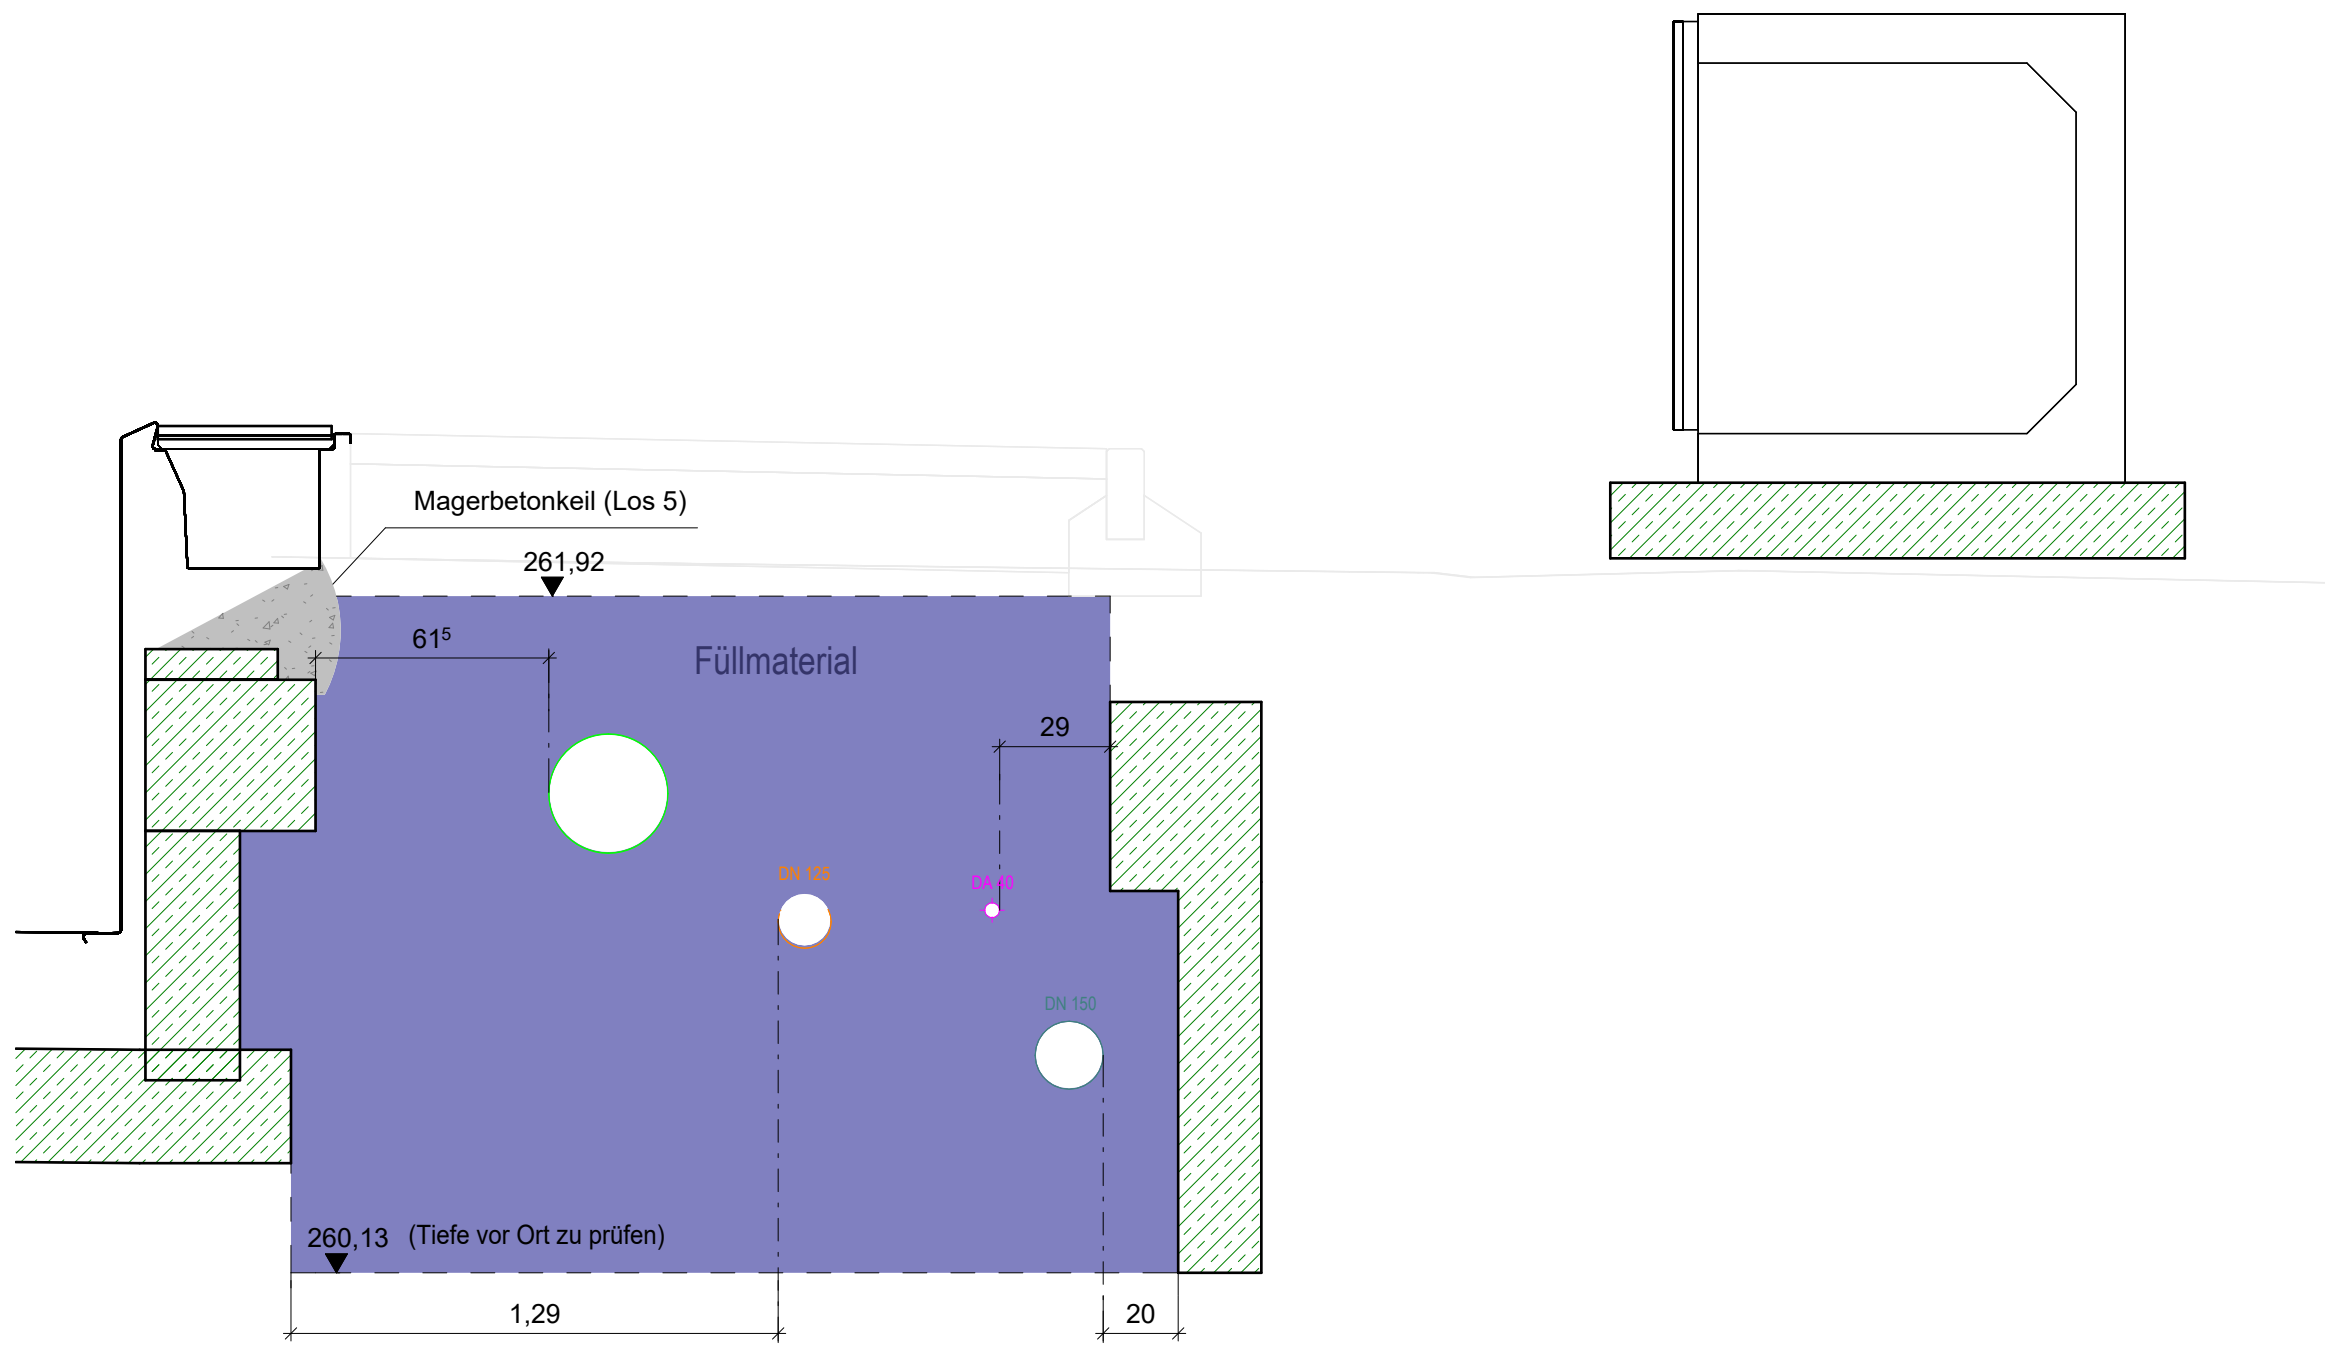 Magerbetonkeil (Los 5)
261,92
61⁵
Füllmaterial
29
DN 125
DA 40
DN 150
260,13 (Tiefe vor Ort zu prüfen)
1,29
20